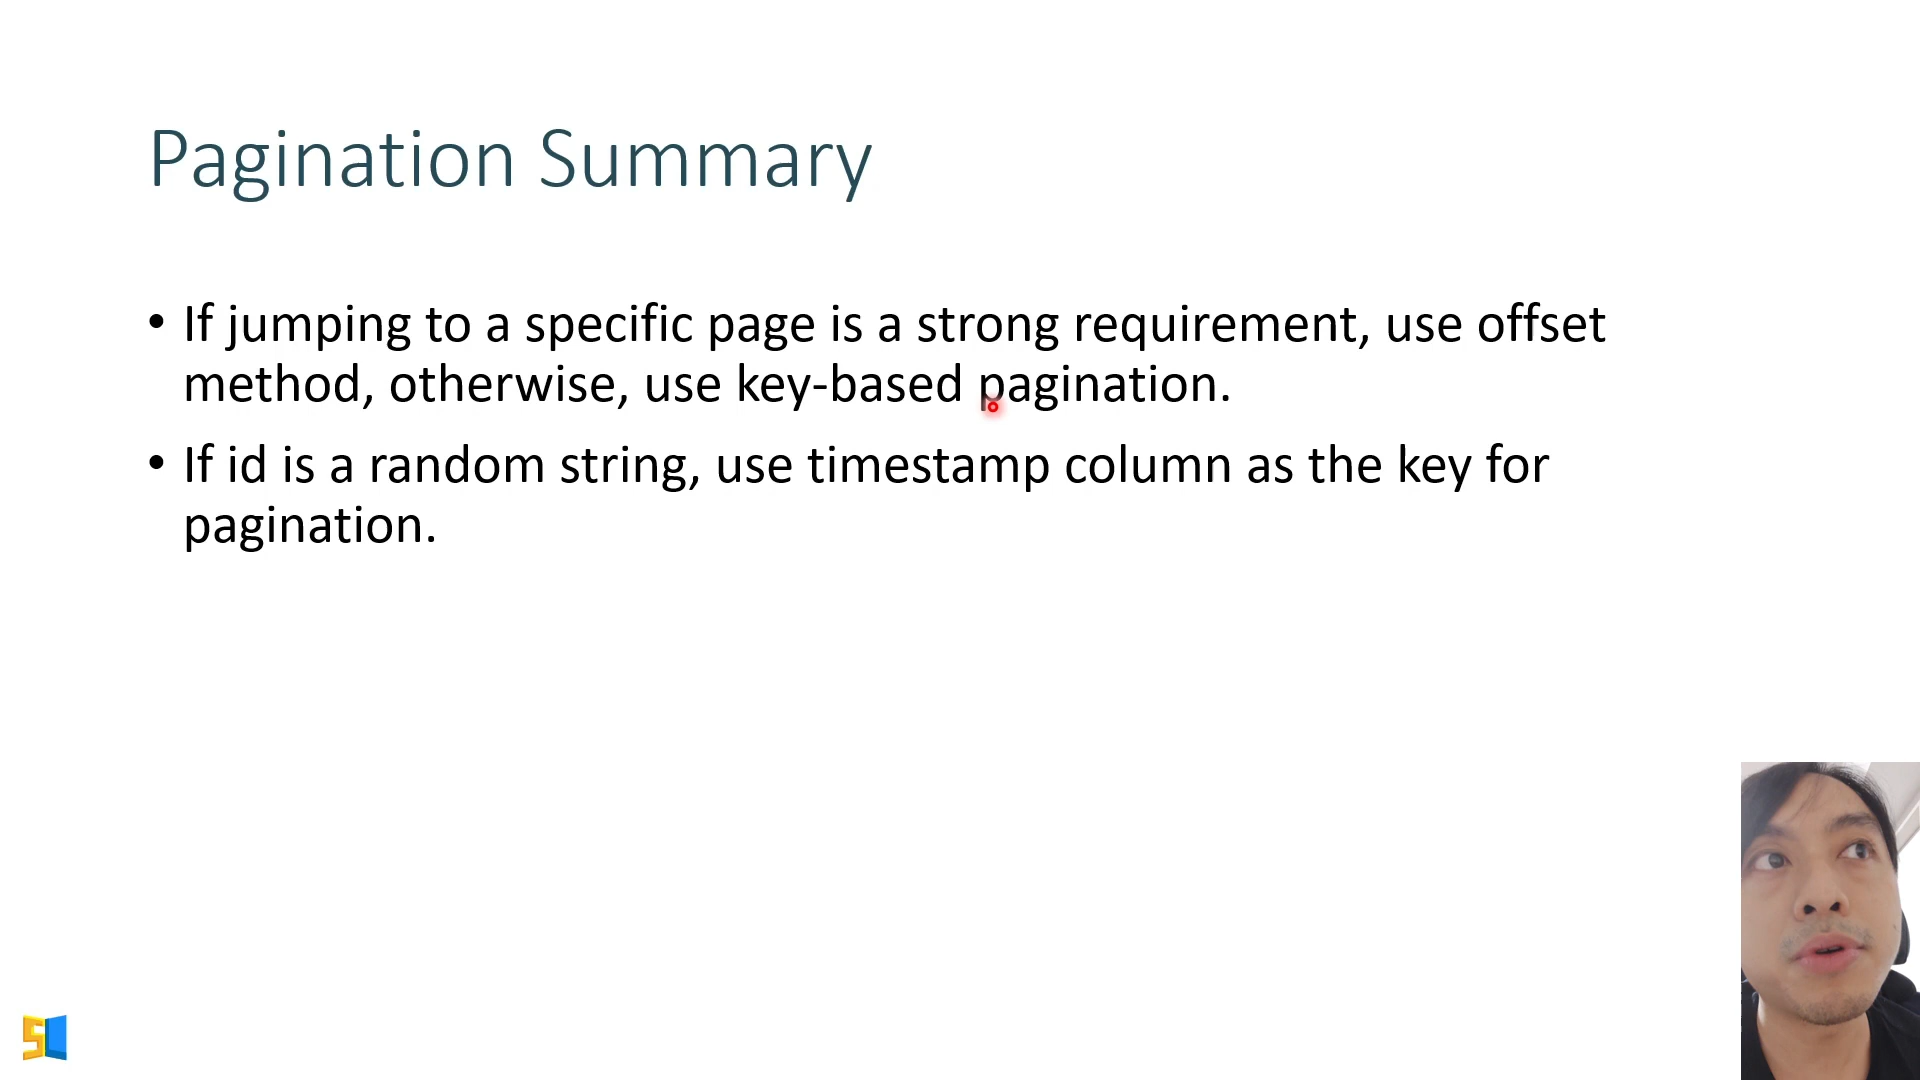 Pagination Summary
• If jumping to a specific page is a strong requirement, use offset
method, otherwise, use key-based pagination.
• If id is a random string, use timestamp column as the key for
pagination.